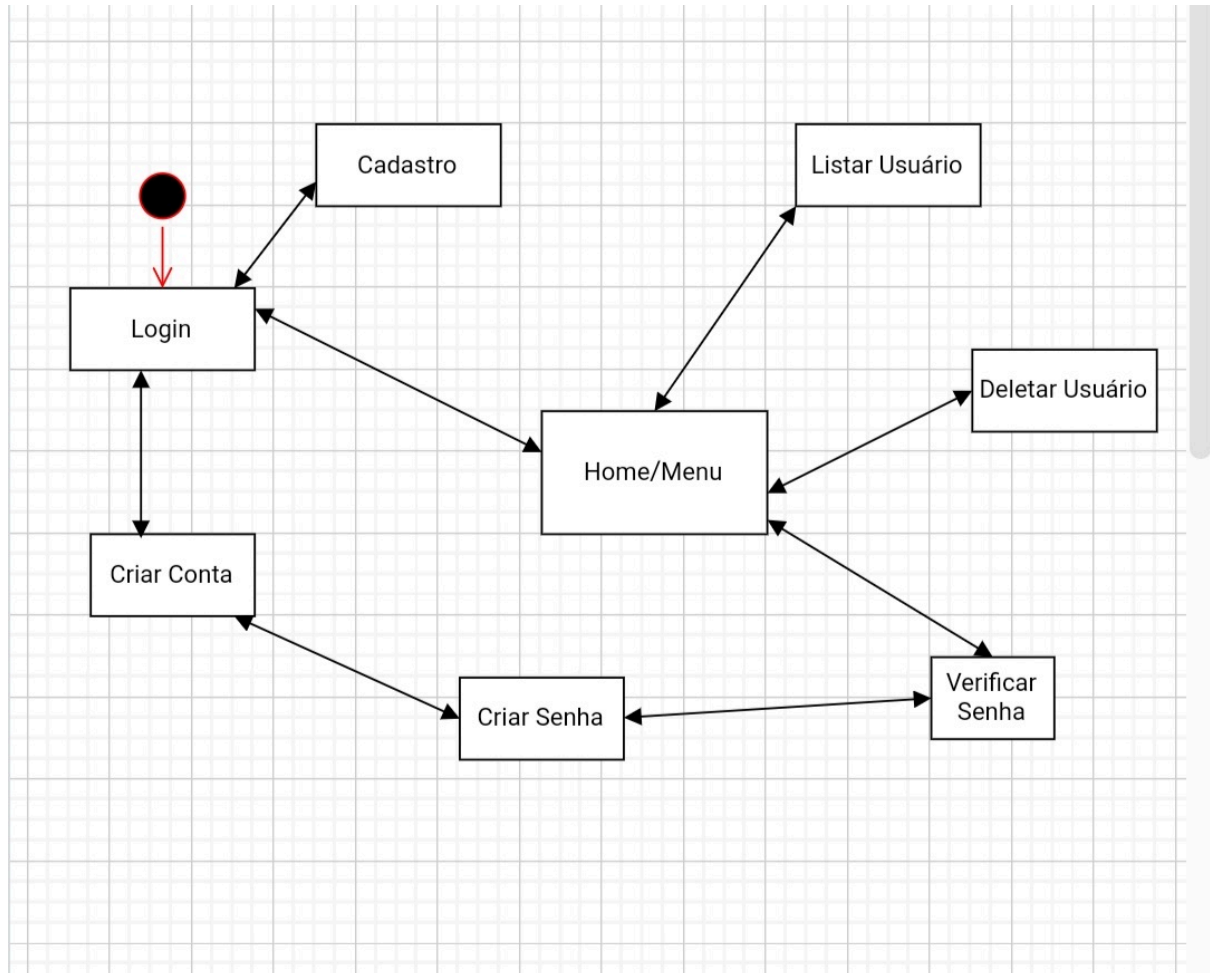 Cadastro
Listar Usuário
Login
Deletar Usuário
Home/Menu
Criar Conta
Verificar
Senha
Criar Senha